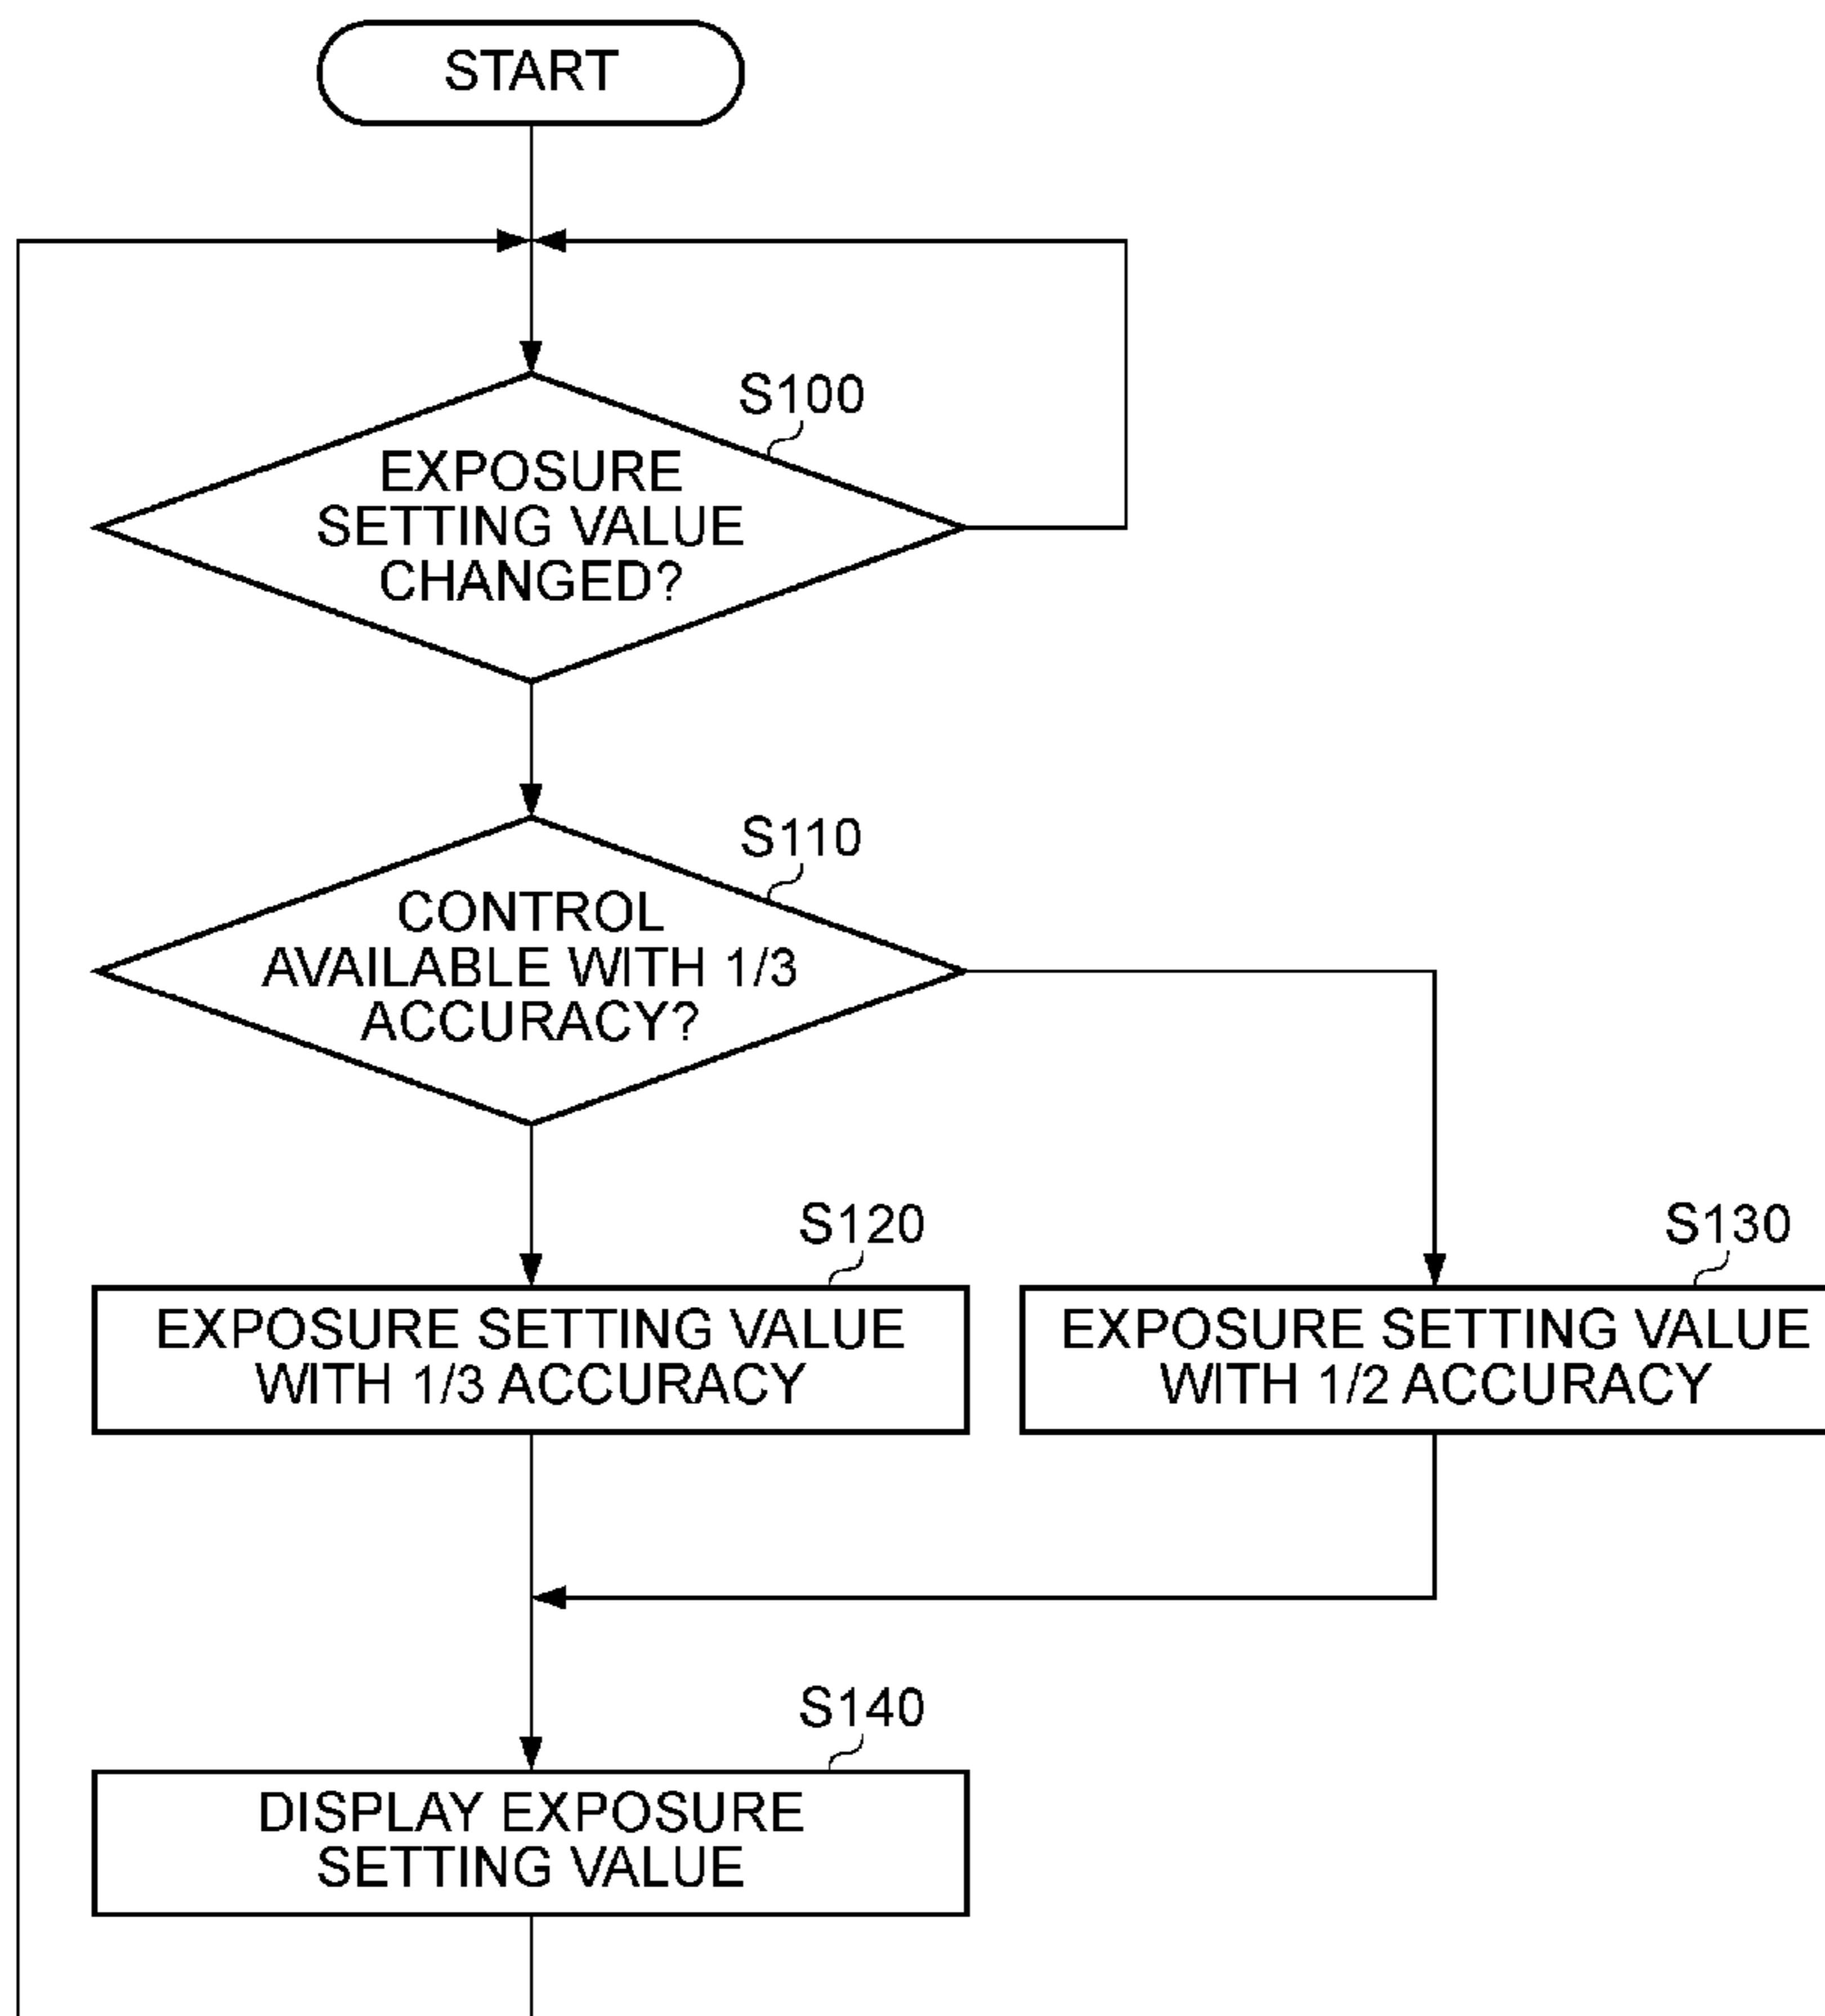 START
S100
EXPOSURE
SETTING VALUE
CHANGED?
S110
CONTROL
AVAILABLE WITH 1/3
ACCURACY?
S120
EXPOSURE SETTING VALUE
WITH 1/3 ACCURACY
S130
EXPOSURE SETTING VALUE
WITH 1/2 ACCURACY
S140
DISPLAY EXPOSURE
SETTING VALUE